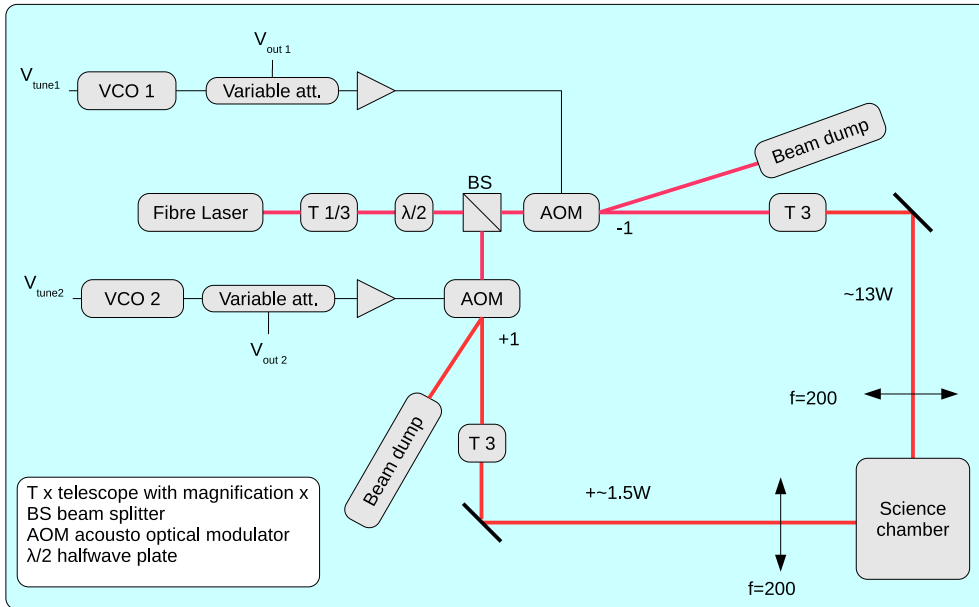 V out 1
V tune1
VCO 1
Variable att.
Beam dump
BS
Fibre Laser
T 1/3
λ/2
AOM
T 3
-1
V tune2
VCO 2
Variable att.
AOM
~13W
+1
V out 2
f=200
Beam dump
T 3
T x telescope with magnification x
BS beam splitter
AOM acousto optical modulator
λ/2 halfwave plate
+~1.5W
Science
chamber
f=200